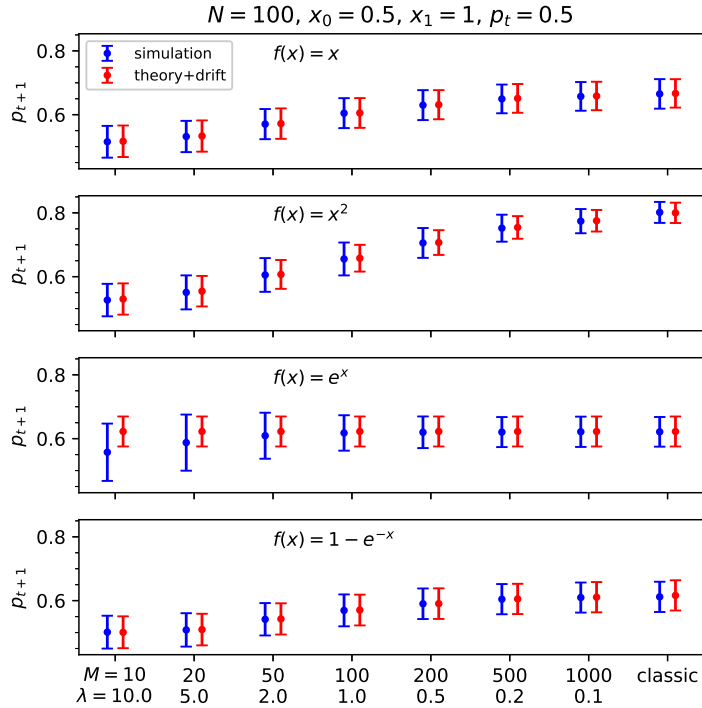 N = 100, x₀ = 0.5, x₁ = 1, pₜ = 0.5
0.8
0.6
pₜ₊₁
simulation
theory+drift
f(x) = x
0.8
0.6
pₜ₊₁
f(x) = x²
0.8
0.6
pₜ₊₁
f(x) = eˣ
0.8
0.6
pₜ₊₁
f(x) = 1 − e⁻ˣ
M = 10 20 50 100 200 500 1000 classic
λ = 10.0 5.0 2.0 1.0 0.5 0.2 0.1